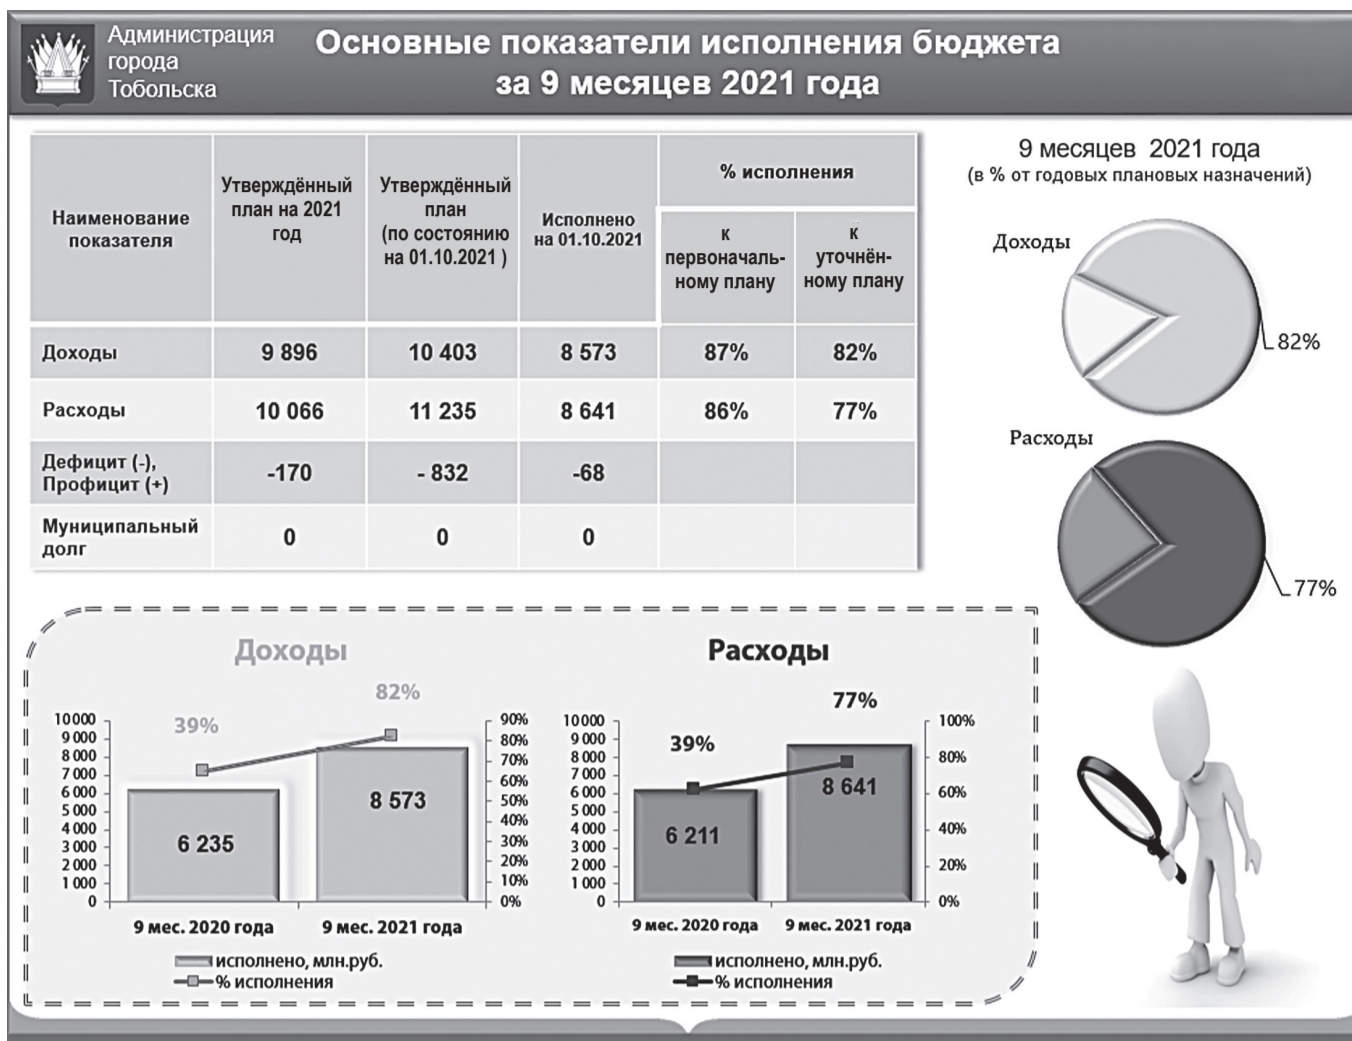 Администрация
города
Тобольска
Основные показатели исполнения бюджета
за 9 месяцев 2021 года
Наименование
показателя
Утверждённый
план на 2021
год
Утверждённый
план
(по состоянию
на 01.10.2021 )
Исполнено
на 01.10.2021
% исполнения
к
первоначаль-
ному плану
к
уточнён-
ному плану
Доходы 9 896 10 403 8 573 87% 82%
Расходы 10 066 11 235 8 641 86% 77%
Дефицит (-),
Профицит (+)
-170 - 832 -68
Муниципальный
долг
0 0 0
9 месяцев 2021 года
(в % от годовых плановых назначений)
Доходы
82%
Расходы
77%
Доходы
82%
39%
10 000
9 000
8 000
7 000
6 000
5 000
4 000
3 000
2 000
1 000
0
6 235
8 573
90%
80%
70%
60%
50%
40%
30%
20%
10%
0%
9 мес. 2020 года 9 мес. 2021 года
исполнено, млн.руб.
% исполнения
Расходы
77%
39%
10 000
9 000
8 000
7 000
6 000
5 000
4 000
3 000
2 000
1 000
0
6 211
8 641
100%
80%
60%
40%
20%
0%
9 мес. 2020 года 9 мес. 2021 года
исполнено, млн.руб.
% исполнения